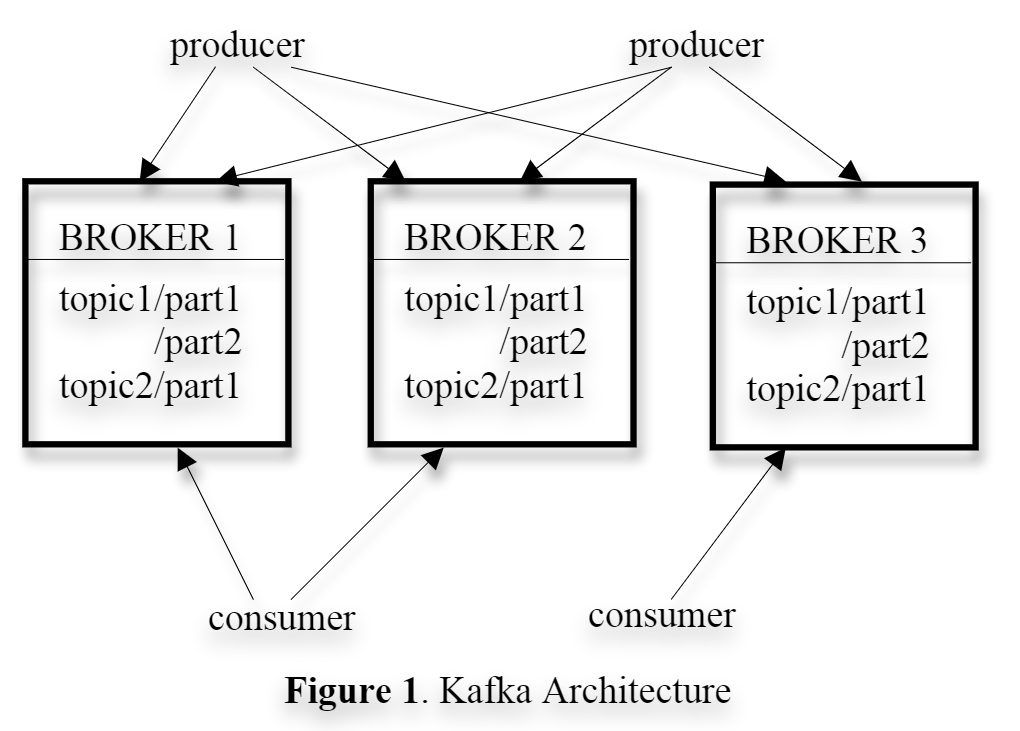 producer producer
BROKER 1 BROKER 2 BROKER 3
topic1/part1 topic1/part1 topic1/part1
/part2 /part2 /part2
topic2/part1 topic2/part1 topic2/part1
consumer consumer
Figure 1. Kafka Architecture